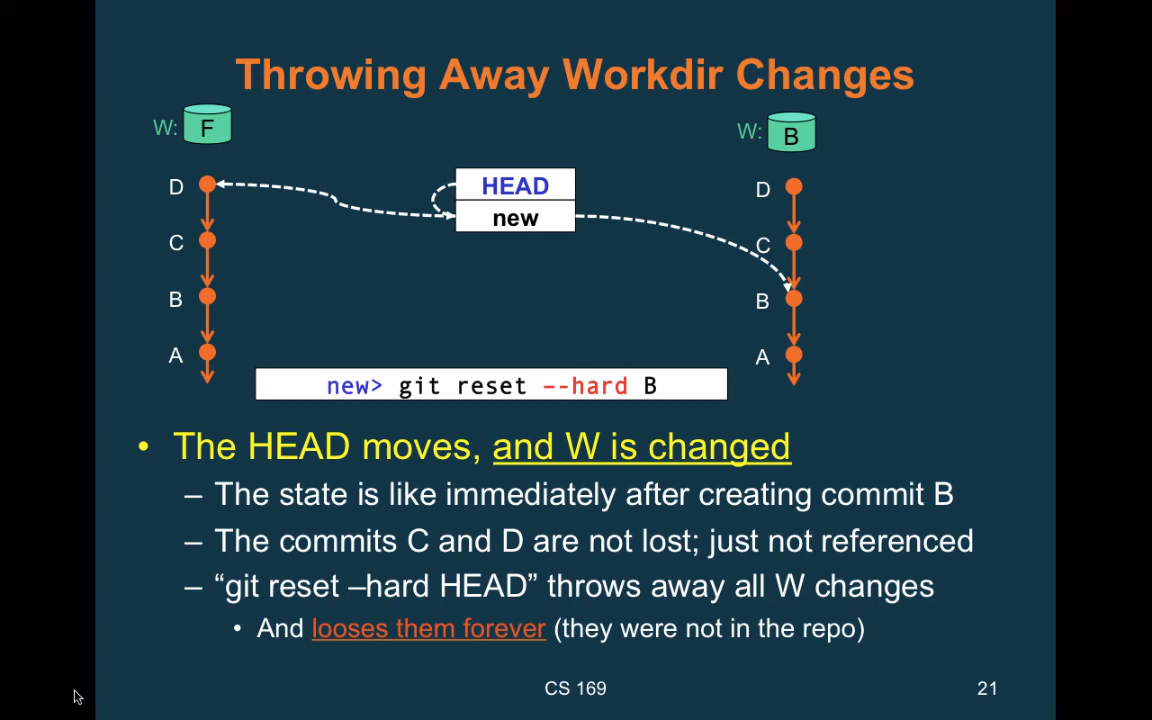 Throwing Away Workdir Changes
W: F
W: B
D
HEAD
D
new
C
C
B
B
A
A
new> git reset --hard B
• The HEAD moves, and W is changed
– The state is like immediately after creating commit B
– The commits C and D are not lost; just not referenced
– “git reset –hard HEAD” throws away all W changes
• And looses them forever (they were not in the repo)
CS 169
21